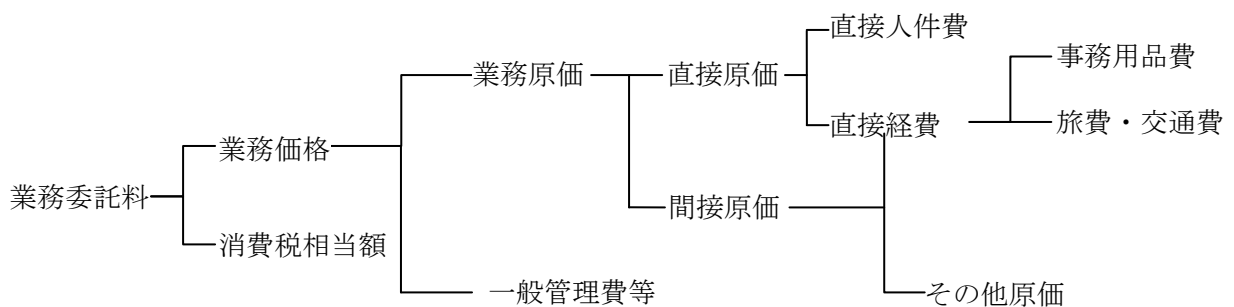 直接人件費
事務用品費
業務原価
直接原価
直接経費
旅費・交通費
業務価格
業務委託料
間接原価
消費税相当額
一般管理費等
その他原価